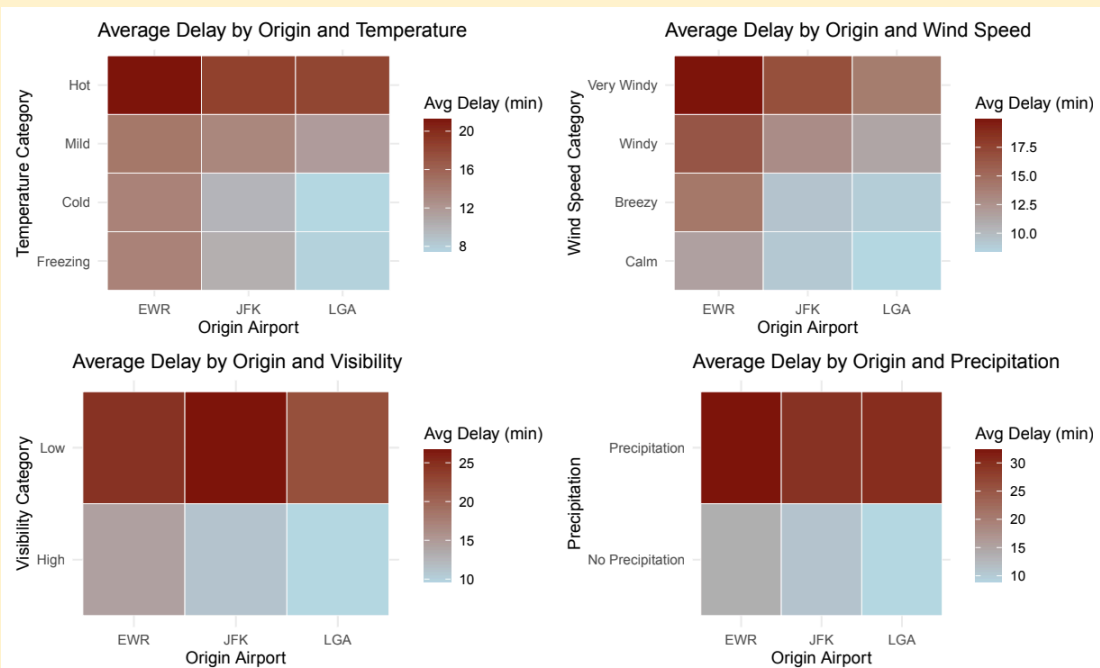 Average Delay by Origin and Temperature
Temperature Category
Hot
Mild
Cold
Freezing
EWR JFK LGA
Origin Airport
Avg Delay (min)
20
16
12
8
Average Delay by Origin and Wind Speed
Wind Speed Category
Very Windy
Windy
Breezy
Calm
EWR JFK LGA
Origin Airport
Avg Delay (min)
17.5
15.0
12.5
10.0
Average Delay by Origin and Visibility
Visibility Category
Low
High
EWR JFK LGA
Origin Airport
Avg Delay (min)
25
20
15
10
Average Delay by Origin and Precipitation
Precipitation
Precipitation
No Precipitation
EWR JFK LGA
Origin Airport
Avg Delay (min)
30
25
20
15
10